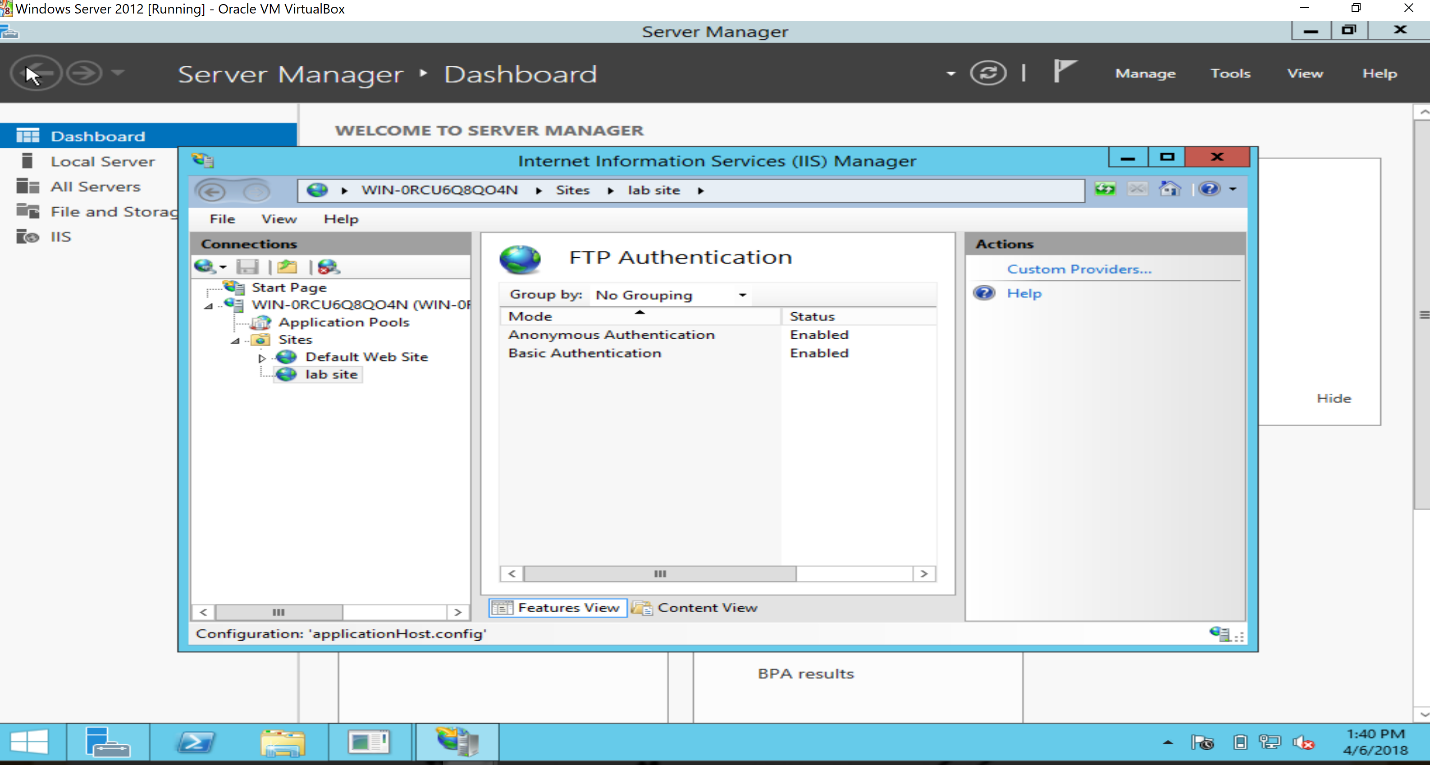 Windows Server 2012 [Running] - Oracle VM VirtualBox
Server Manager
Server Manager ‣ Dashboard
Manage Tools View Help
Dashboard
Local Server
All Servers
File and Storag
IIS
WELCOME TO SERVER MANAGER
Internet Information Services (IIS) Manager
WIN-0RCU6Q8QO4N Sites lab site
File View Help
Connections
Start Page
WIN-0RCU6Q8QO4N (WIN-0R
Application Pools
Sites
Default Web Site
lab site
FTP Authentication
Group by: No Grouping
Mode Status
Anonymous Authentication Enabled
Basic Authentication Enabled
Features View Content View
Actions
Custom Providers...
Help
Configuration: 'applicationHost.config'
Hide
BPA results
1:40 PM
4/6/2018